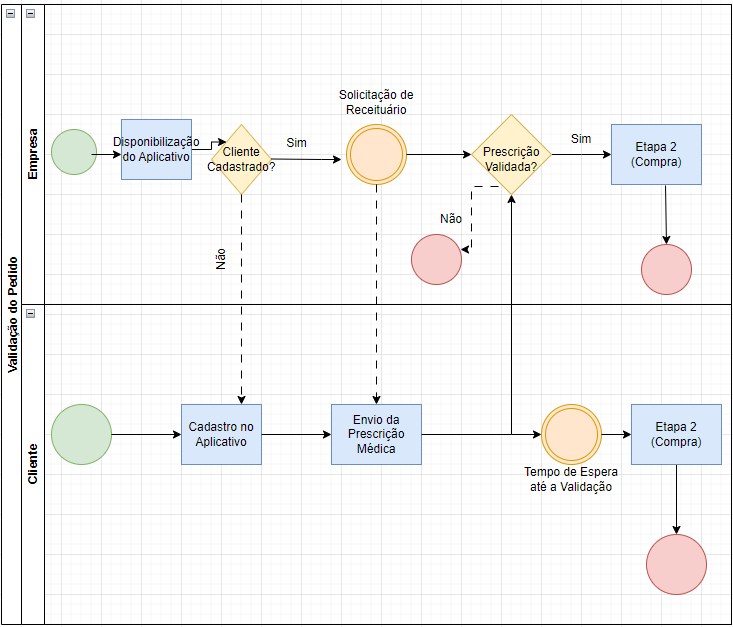 Validação do Pedido
Empresa
Disponibilização
do Aplicativo
Cliente
Cadastrado?
Sim
Não
Solicitação de
Receituário
Prescrição
Validada?
Não
Sim
Etapa 2
(Compra)
Cliente
Cadastro no
Aplicativo
Envio da
Prescrição
Médica
Tempo de Espera
até a Validação
Etapa 2
(Compra)